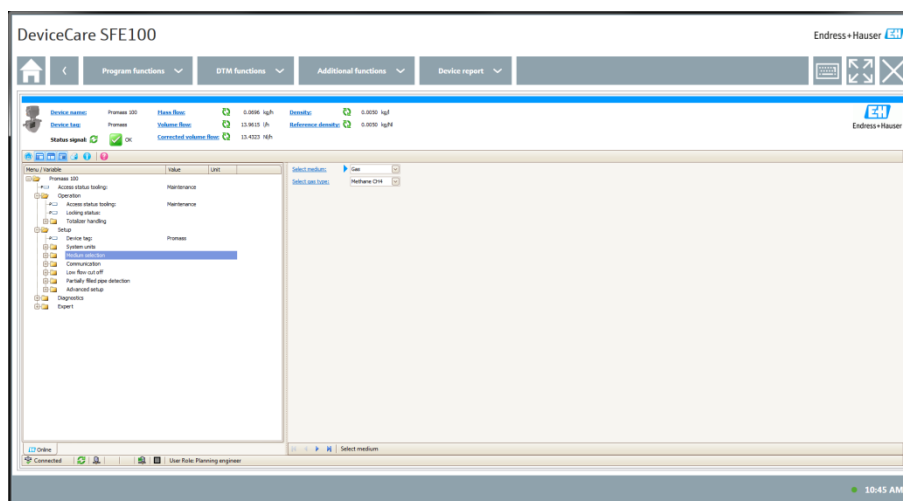 DeviceCare SFE100
Endress+Hauser EH
Program functions DTM functions Additional functions Device report
Device name: Promass 100 Mass flow: 0.0696 kg/h Density: 0.0050 kg/l
Device tag: Promass Volume flow: 13.9615 l/h Reference density: 0.0050 kg/Nl
Status signal: OK Corrected volume flow: 13.4323 Nl/h
EH
Endress+Hauser
Menu / Variable Value Unit
Promass 100
Access status tooling: Maintenance
Operation
Access status tooling: Maintenance
Locking status:
Totalizer handling
Setup
Device tag: Promass
System units
Medium selection
Communication
Low flow cut off
Partially filled pipe detection
Advanced setup
Diagnostics
Expert
Select medium: Gas
Select gas type: Methane CH4
Online
Select medium
Connected User Role: Planning engineer
10:45 AM